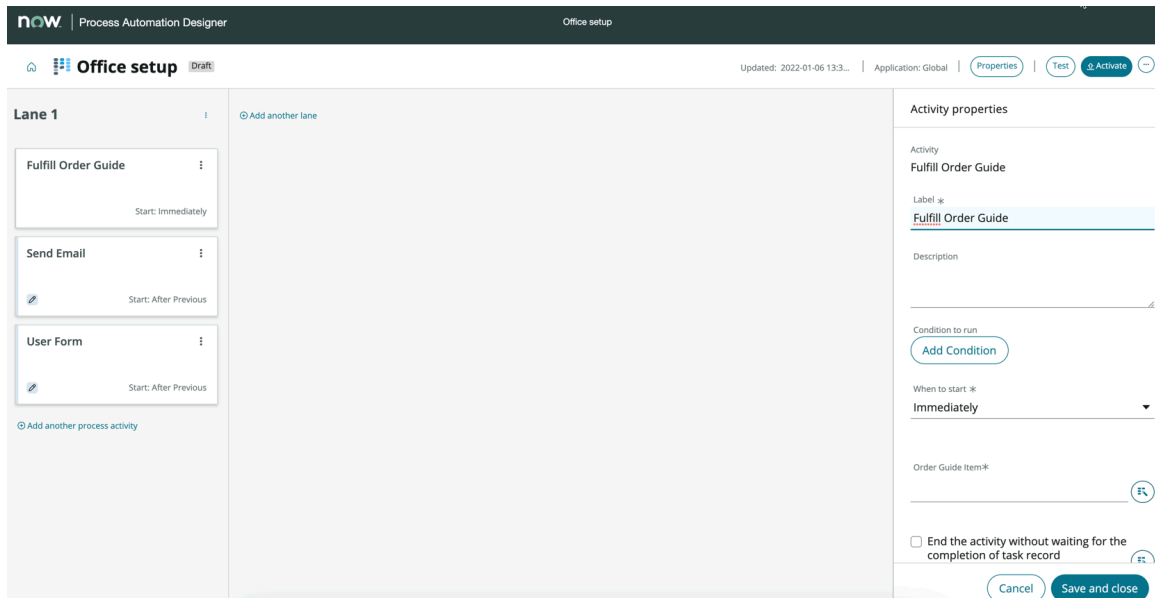 now. Process Automation Designer
Office setup
Office setup
Draft
Updated: 2022-01-06 13:3...
Application: Global
Properties
Test
Activate
Lane 1
Add another lane
Fulfill Order Guide
Start: Immediately
Send Email
Start: After Previous
User Form
Start: After Previous
Add another process activity
Activity properties
Activity
Fulfill Order Guide
Label *
Fulfill Order Guide
Description
Condition to run
Add Condition
When to start *
Immediately
Order Guide Item*
End the activity without waiting for the
completion of task record
Cancel
Save and close